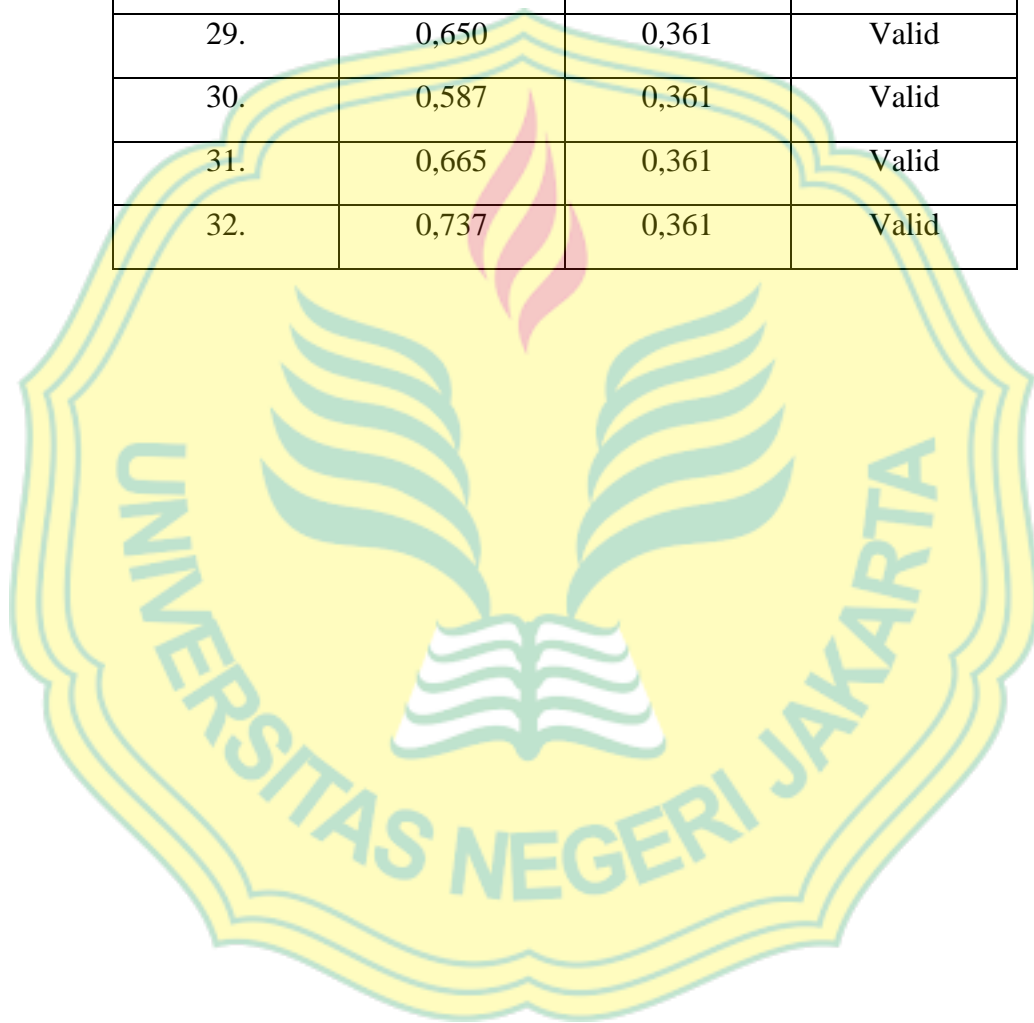 29. 0,650 0,361 Valid
30. 0,587 0,361 Valid
31. 0,665 0,361 Valid
32. 0,737 0,361 Valid
UNIVERSITAS NEGERI JAKARTA